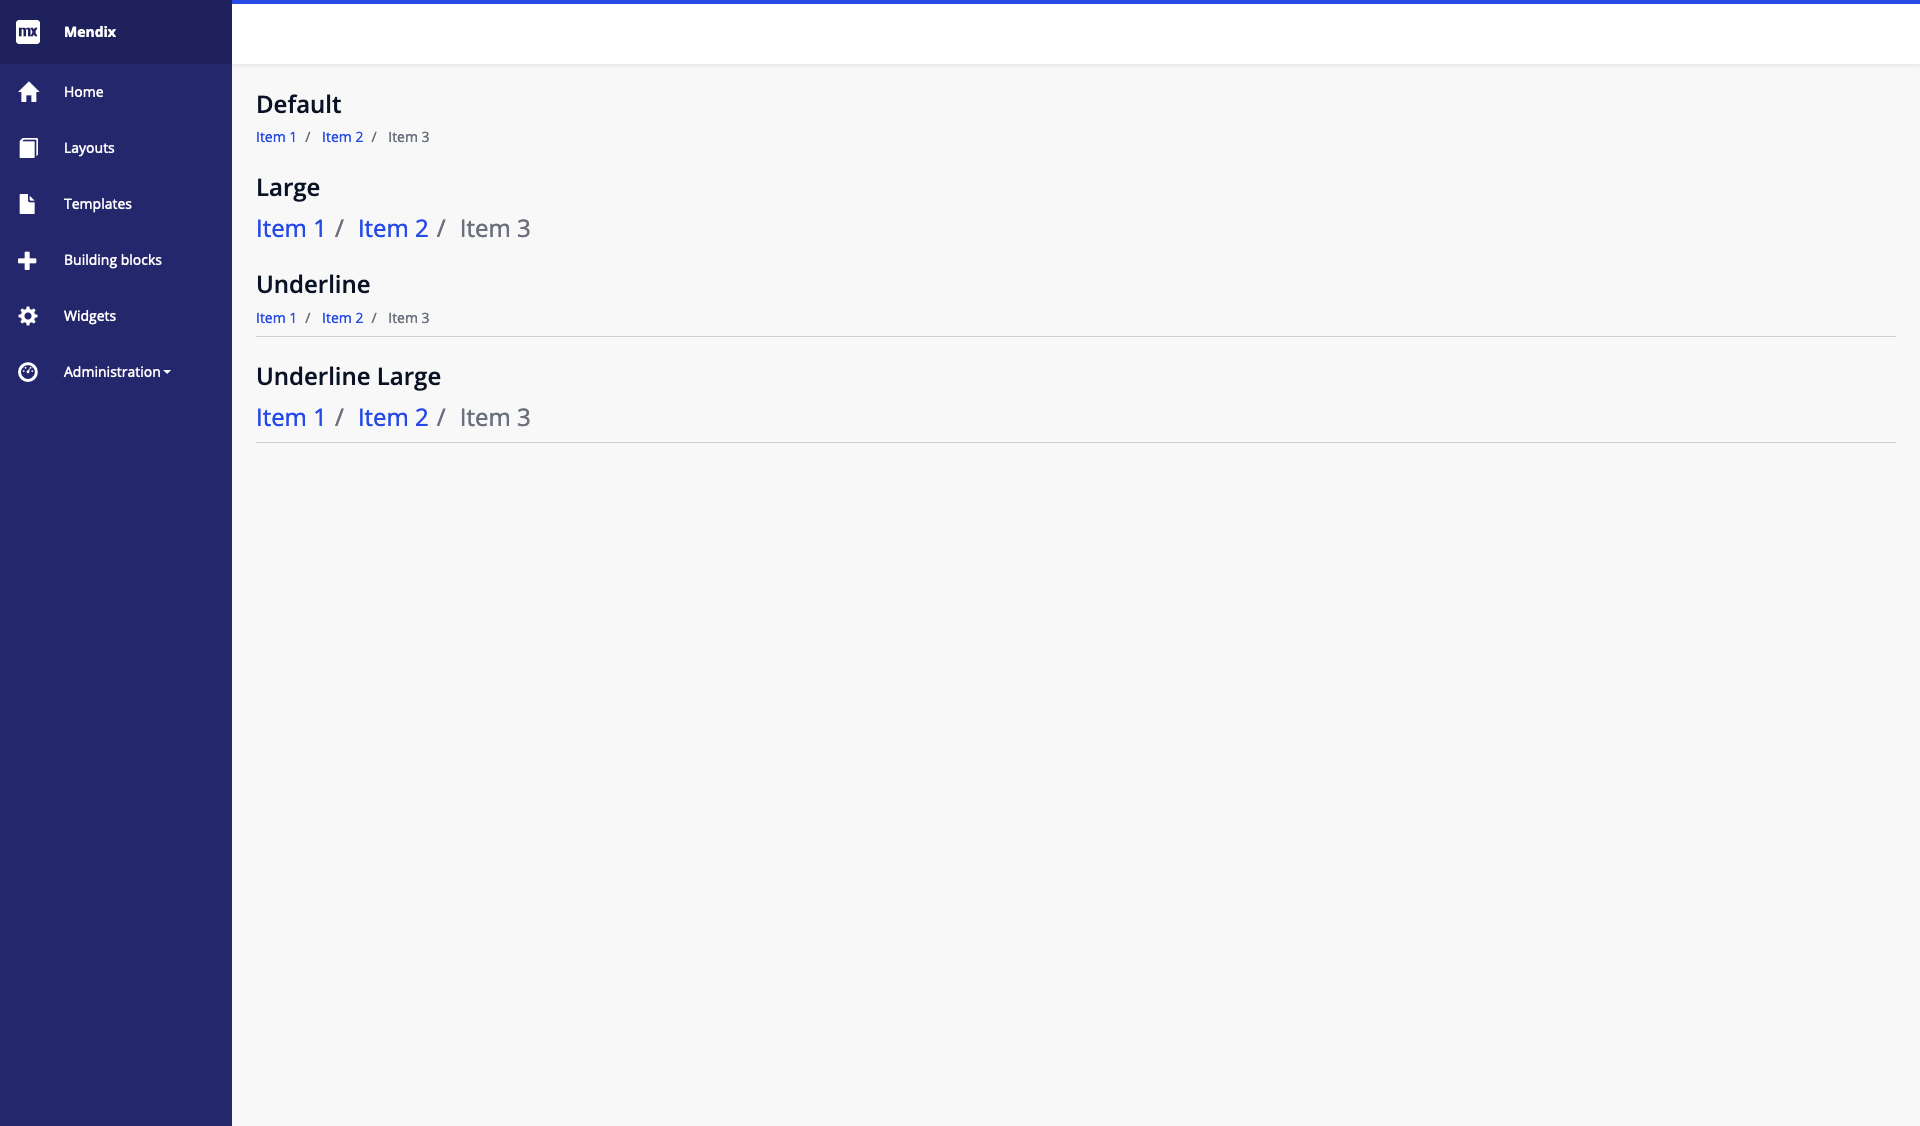 mx Mendix
Home
Layouts
Templates
Building blocks
Widgets
Administration
Default
Item 1 / Item 2 / Item 3
Large
Item 1 / Item 2 / Item 3
Underline
Item 1 / Item 2 / Item 3
Underline Large
Item 1 / Item 2 / Item 3